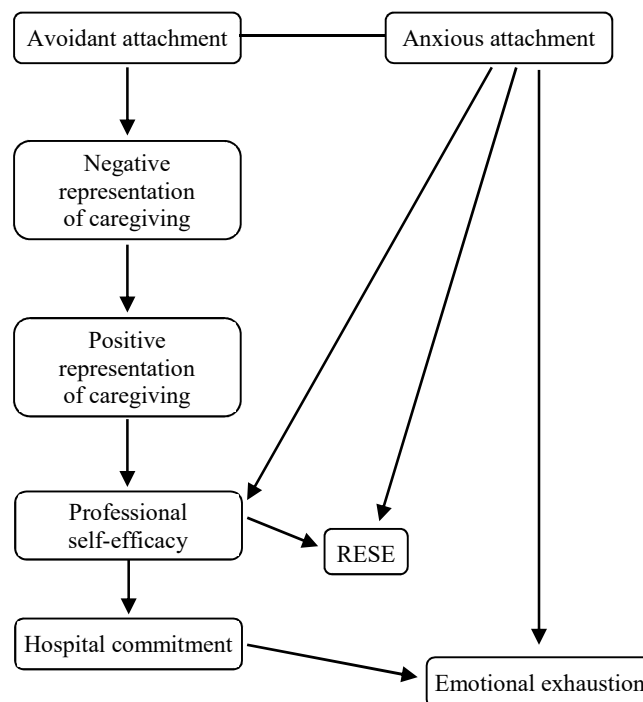 Avoidant attachment
Anxious attachment
Negative
representation
of caregiving
Positive
representation
of caregiving
Professional
self-efficacy
RESE
Hospital commitment
Emotional exhaustion